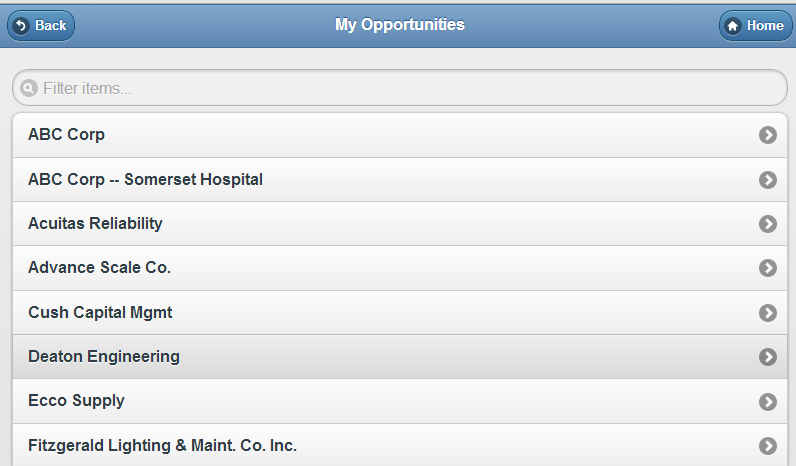 Back
My Opportunities
Home
Filter items...
ABC Corp
ABC Corp -- Somerset Hospital
Acuitas Reliability
Advance Scale Co.
Cush Capital Mgmt
Deaton Engineering
Ecco Supply
Fitzgerald Lighting & Maint. Co. Inc.